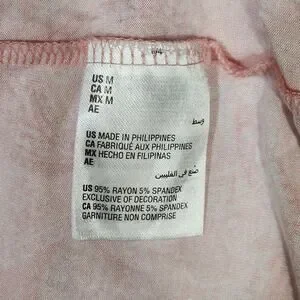 US M
CA M
MX M
AE
وسط
US MADE IN PHILIPPINES
CA FABRIQUÉ AUX PHILIPPINES
MX HECHO EN FILIPINAS
AE
صنع في الفلبين
US 95% RAYON 5% SPANDEX
EXCLUSIVE OF DECORATION
CA 95% RAYONNE 5% SPANDEX
GARNITURE NON COMPRISE